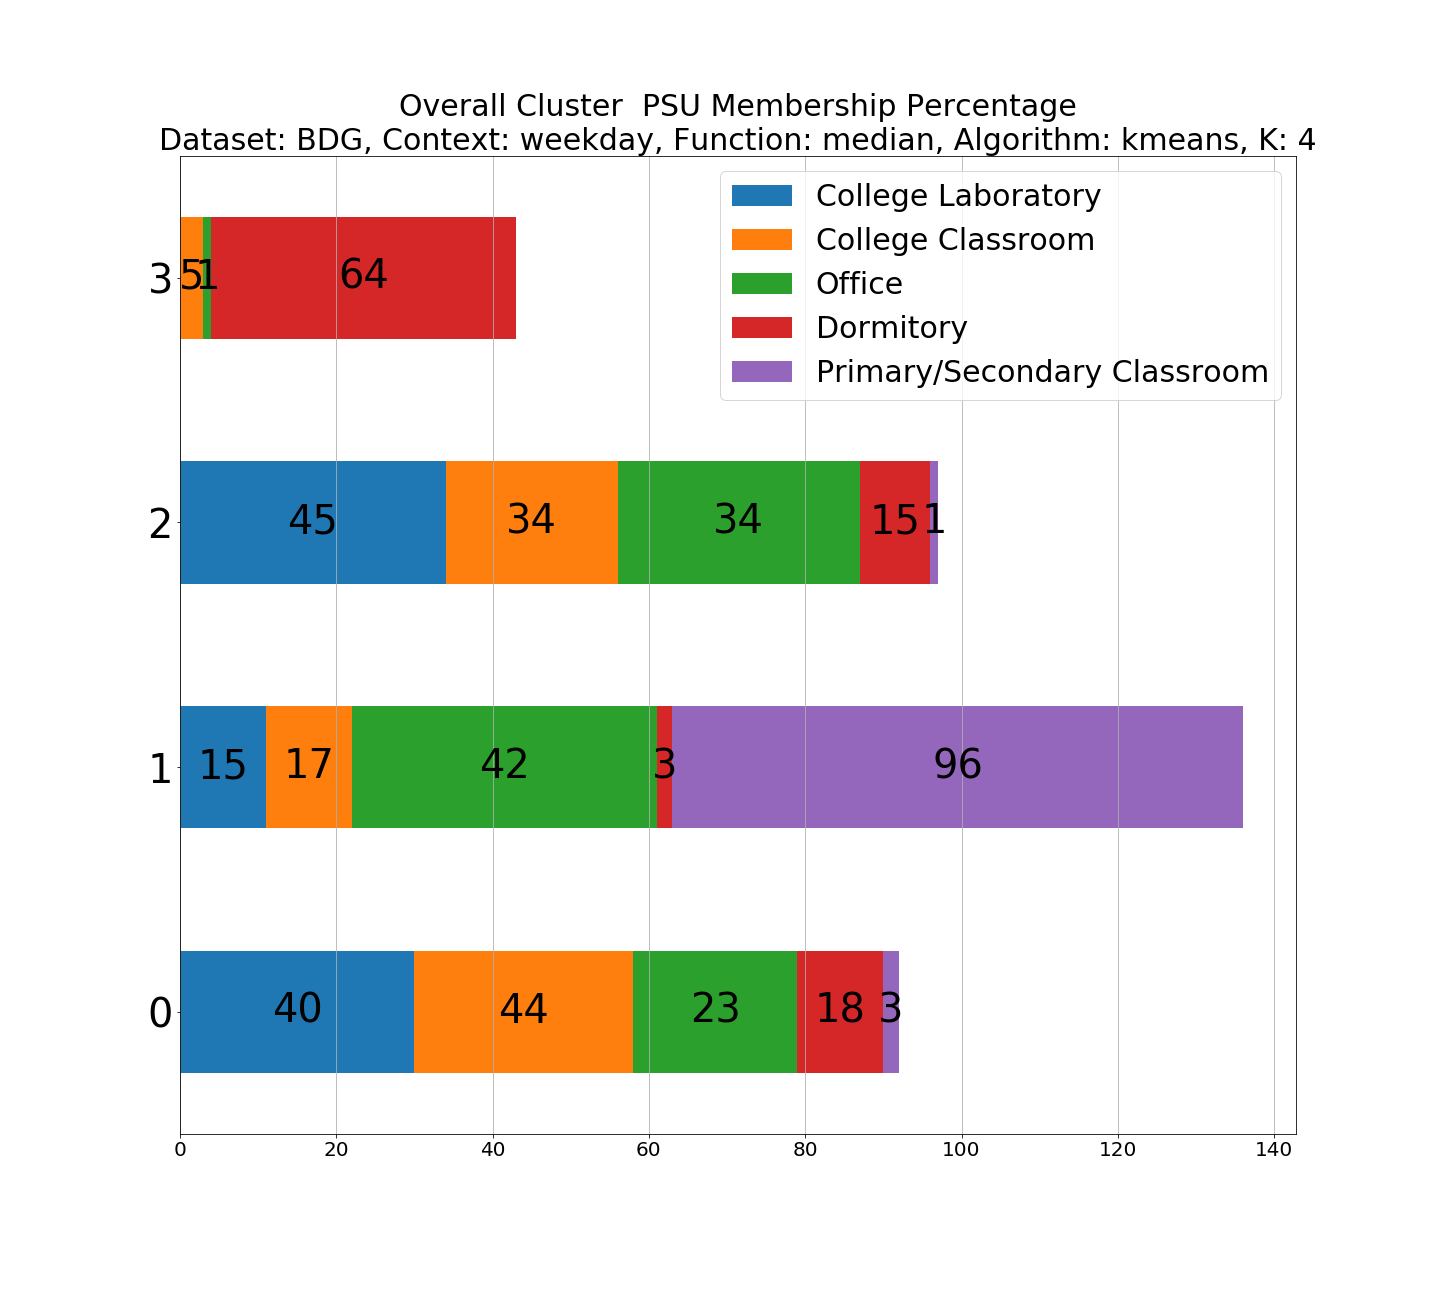 Overall Cluster  PSU Membership Percentage
Dataset: BDG, Context: weekday, Function: median, Algorithm: kmeans, K: 4
College Laboratory
College Classroom
Office
Dormitory
Primary/Secondary Classroom
3 5 1 64
2 45 34 34 15 1
1 15 17 42 3 96
0 40 44 23 18 3
0 20 40 60 80 100 120 140